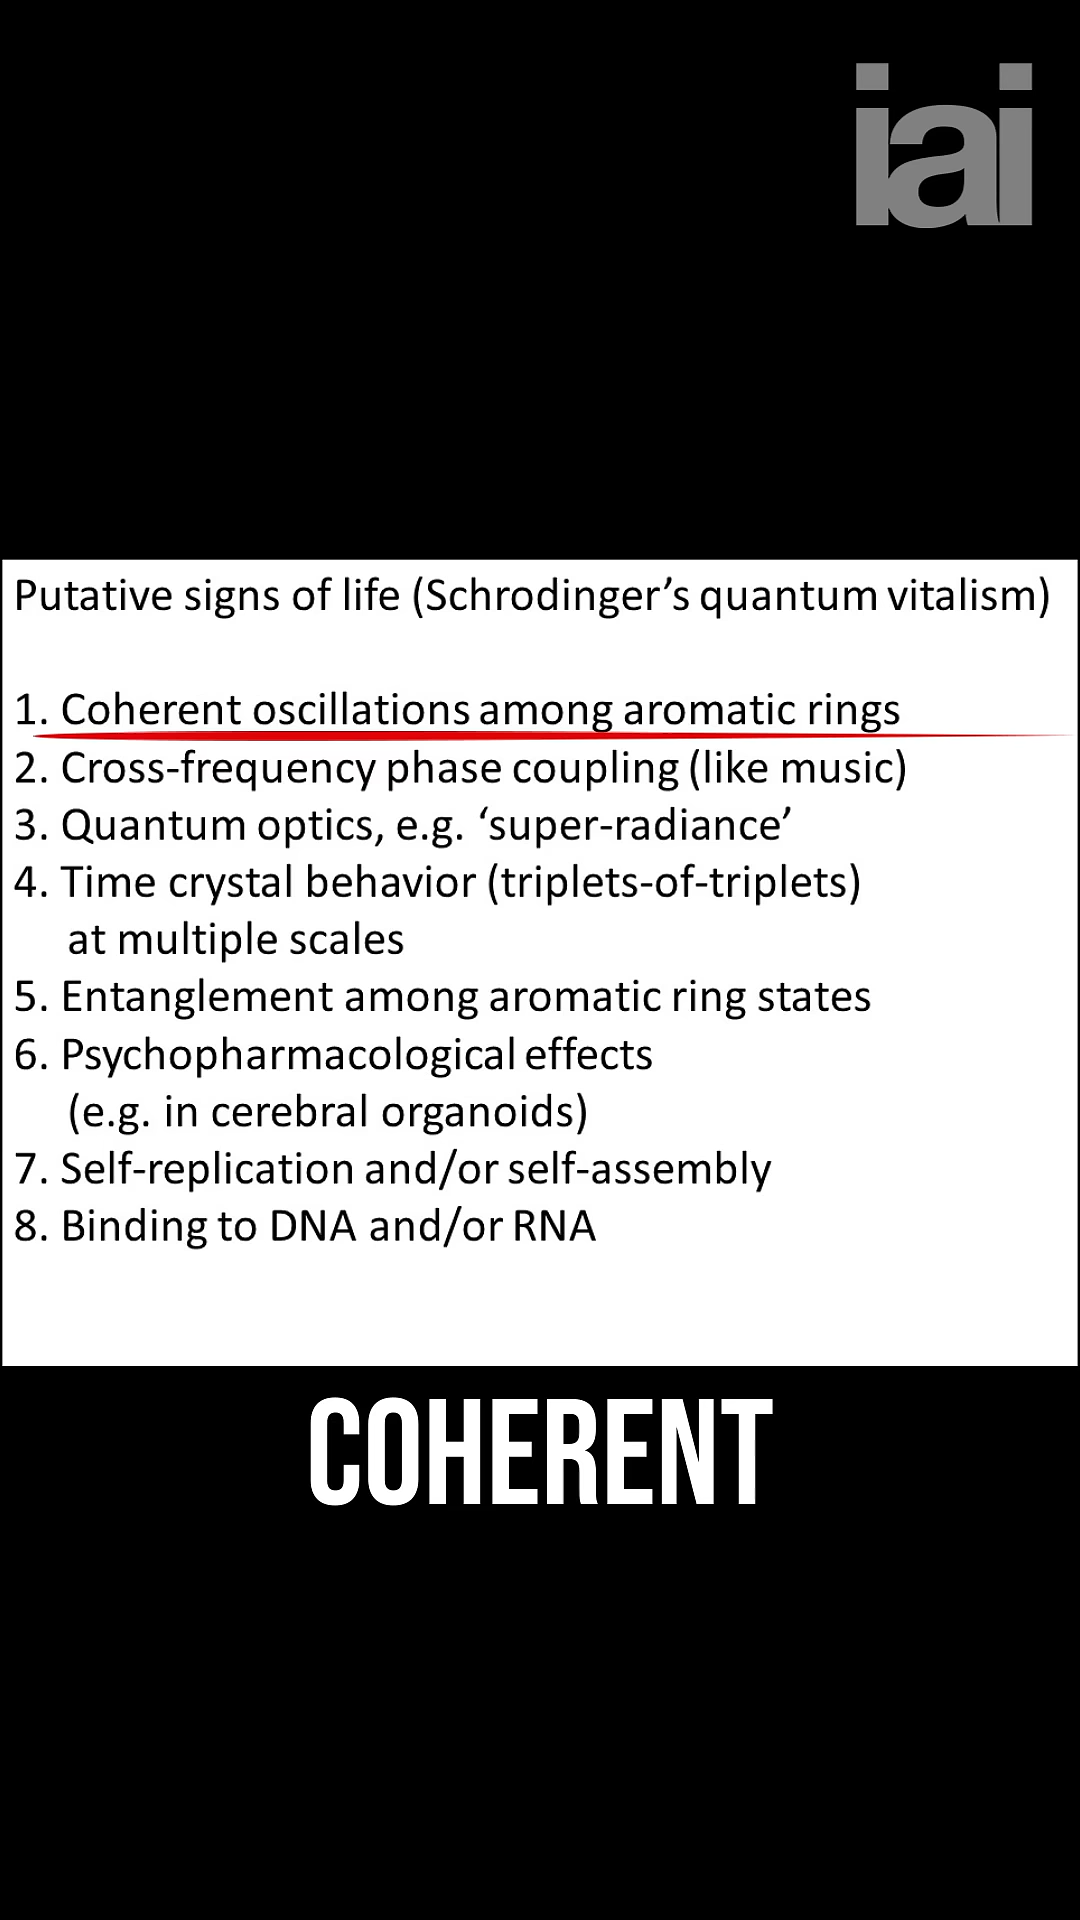 iai
Putative signs of life (Schrodinger’s quantum vitalism)
1. Coherent oscillations among aromatic rings
2. Cross-frequency phase coupling (like music)
3. Quantum optics, e.g. ‘super-radiance’
4. Time crystal behavior (triplets-of-triplets)
at multiple scales
5. Entanglement among aromatic ring states
6. Psychopharmacological effects
(e.g. in cerebral organoids)
7. Self-replication and/or self-assembly
8. Binding to DNA and/or RNA
COHERENT